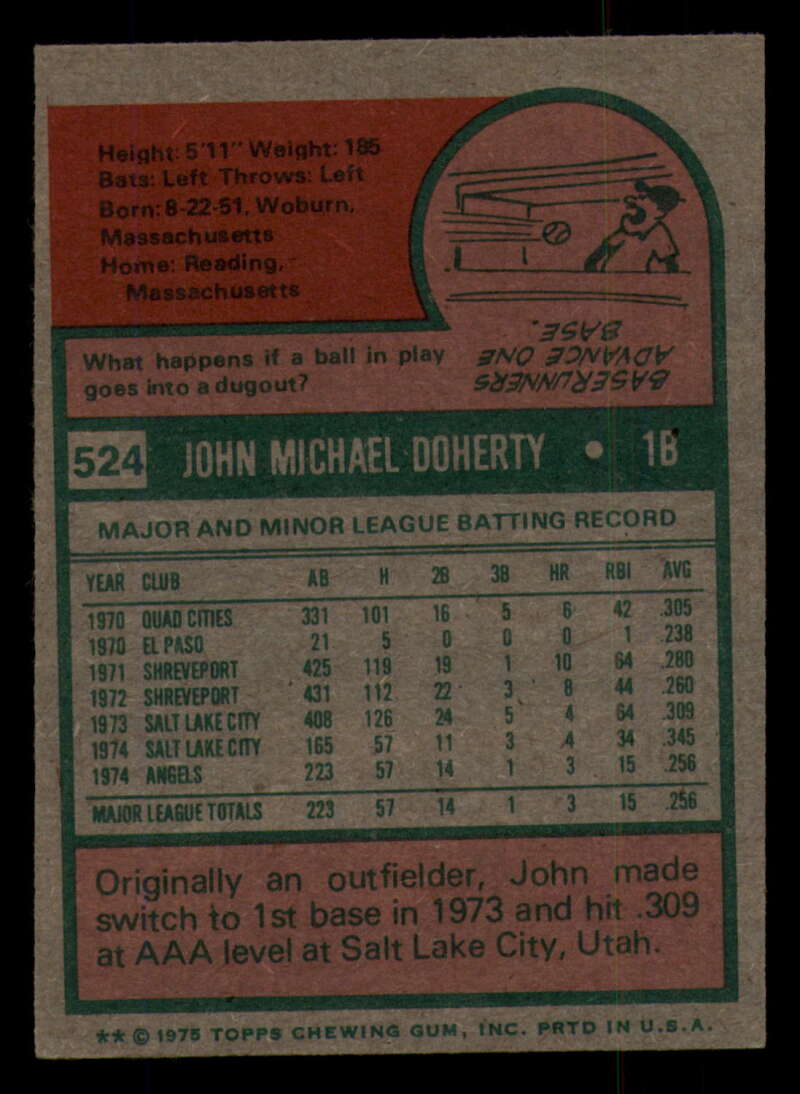 Height: 5'11" Weight: 185
Bats: Left Throws: Left
Born: 8-22-51, Woburn,
Massachusetts
Home: Reading,
Massachusetts
What happens if a ball in play
goes into a dugout?
BASERUNNERS
ADVANCE ONE
BASE.
524 JOHN MICHAEL DOHERTY • 1B
MAJOR AND MINOR LEAGUE BATTING RECORD
YEAR CLUB AB H 2B 3B HR RBI AVG
1970 QUAD CITIES 331 101 16 5 6 42 .305
1970 EL PASO 21 5 0 0 0 1 .238
1971 SHREVEPORT 425 119 19 1 10 64 .280
1972 SHREVEPORT 431 112 22 3 8 44 .260
1973 SALT LAKE CITY 408 126 24 5 4 64 .309
1974 SALT LAKE CITY 165 57 11 3 4 34 .345
1974 ANGELS 223 57 14 1 3 15 .256
MAJOR LEAGUE TOTALS 223 57 14 1 3 15 .256
Originally an outfielder, John made
switch to 1st base in 1973 and hit .309
at AAA level at Salt Lake City, Utah.
** © 1975 TOPPS CHEWING GUM, INC. PRTD IN U.S.A.